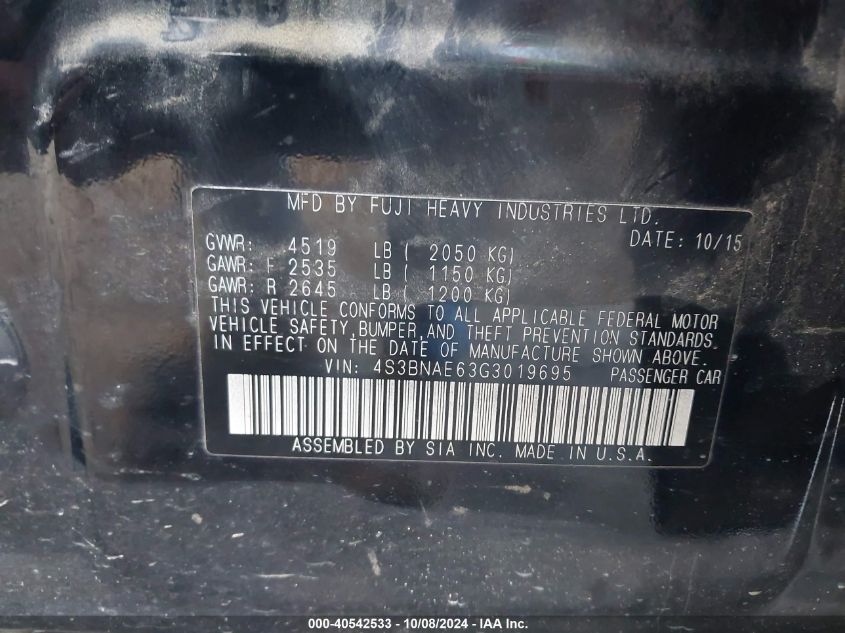 MFD BY FUJI HEAVY INDUSTRIES LTD.
DATE: 10/15
GVWR: 4519 LB ( 2050 KG)
GAWR: F 2535 LB ( 1150 KG)
GAWR: R 2645 LB ( 1200 KG)
THIS VEHICLE CONFORMS TO ALL APPLICABLE FEDERAL MOTOR
VEHICLE SAFETY,BUMPER,AND THEFT PREVENTION STANDARDS
IN EFFECT ON THE DATE OF MANUFACTURE SHOWN ABOVE.
VIN: 4S3BNAE63G3019695 PASSENGER CAR
ASSEMBLED BY SIA INC. MADE IN U.S.A.
000-40542533 - 10/08/2024 - IAA Inc.